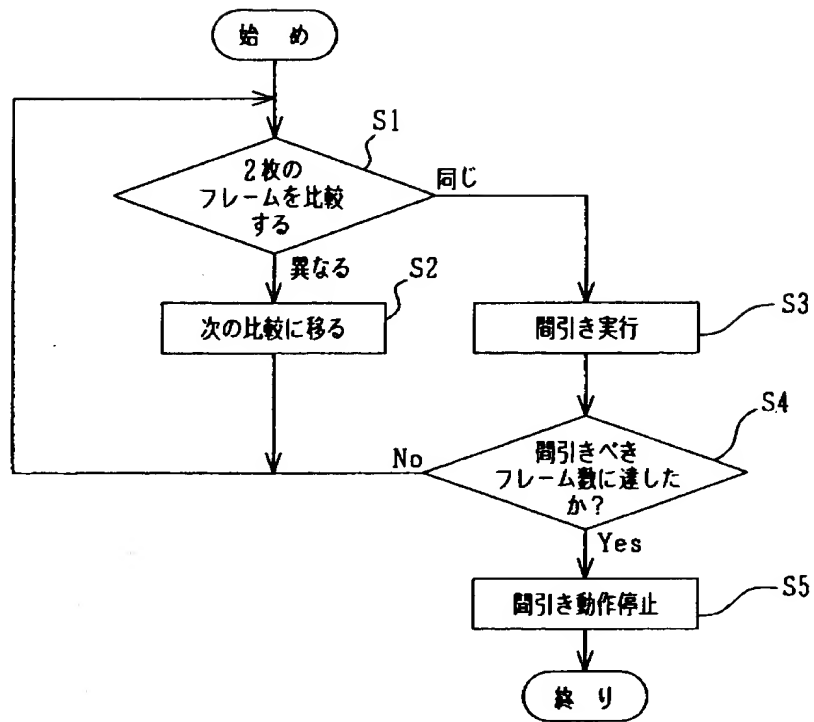 始 め
S1
2枚の
フレームを比較
する
同じ
異なる
S2
次の比較に移る
S3
間引き実行
S4
間引きべき
フレーム数に達した
か?
No
Yes
S5
間引き動作停止
終 り